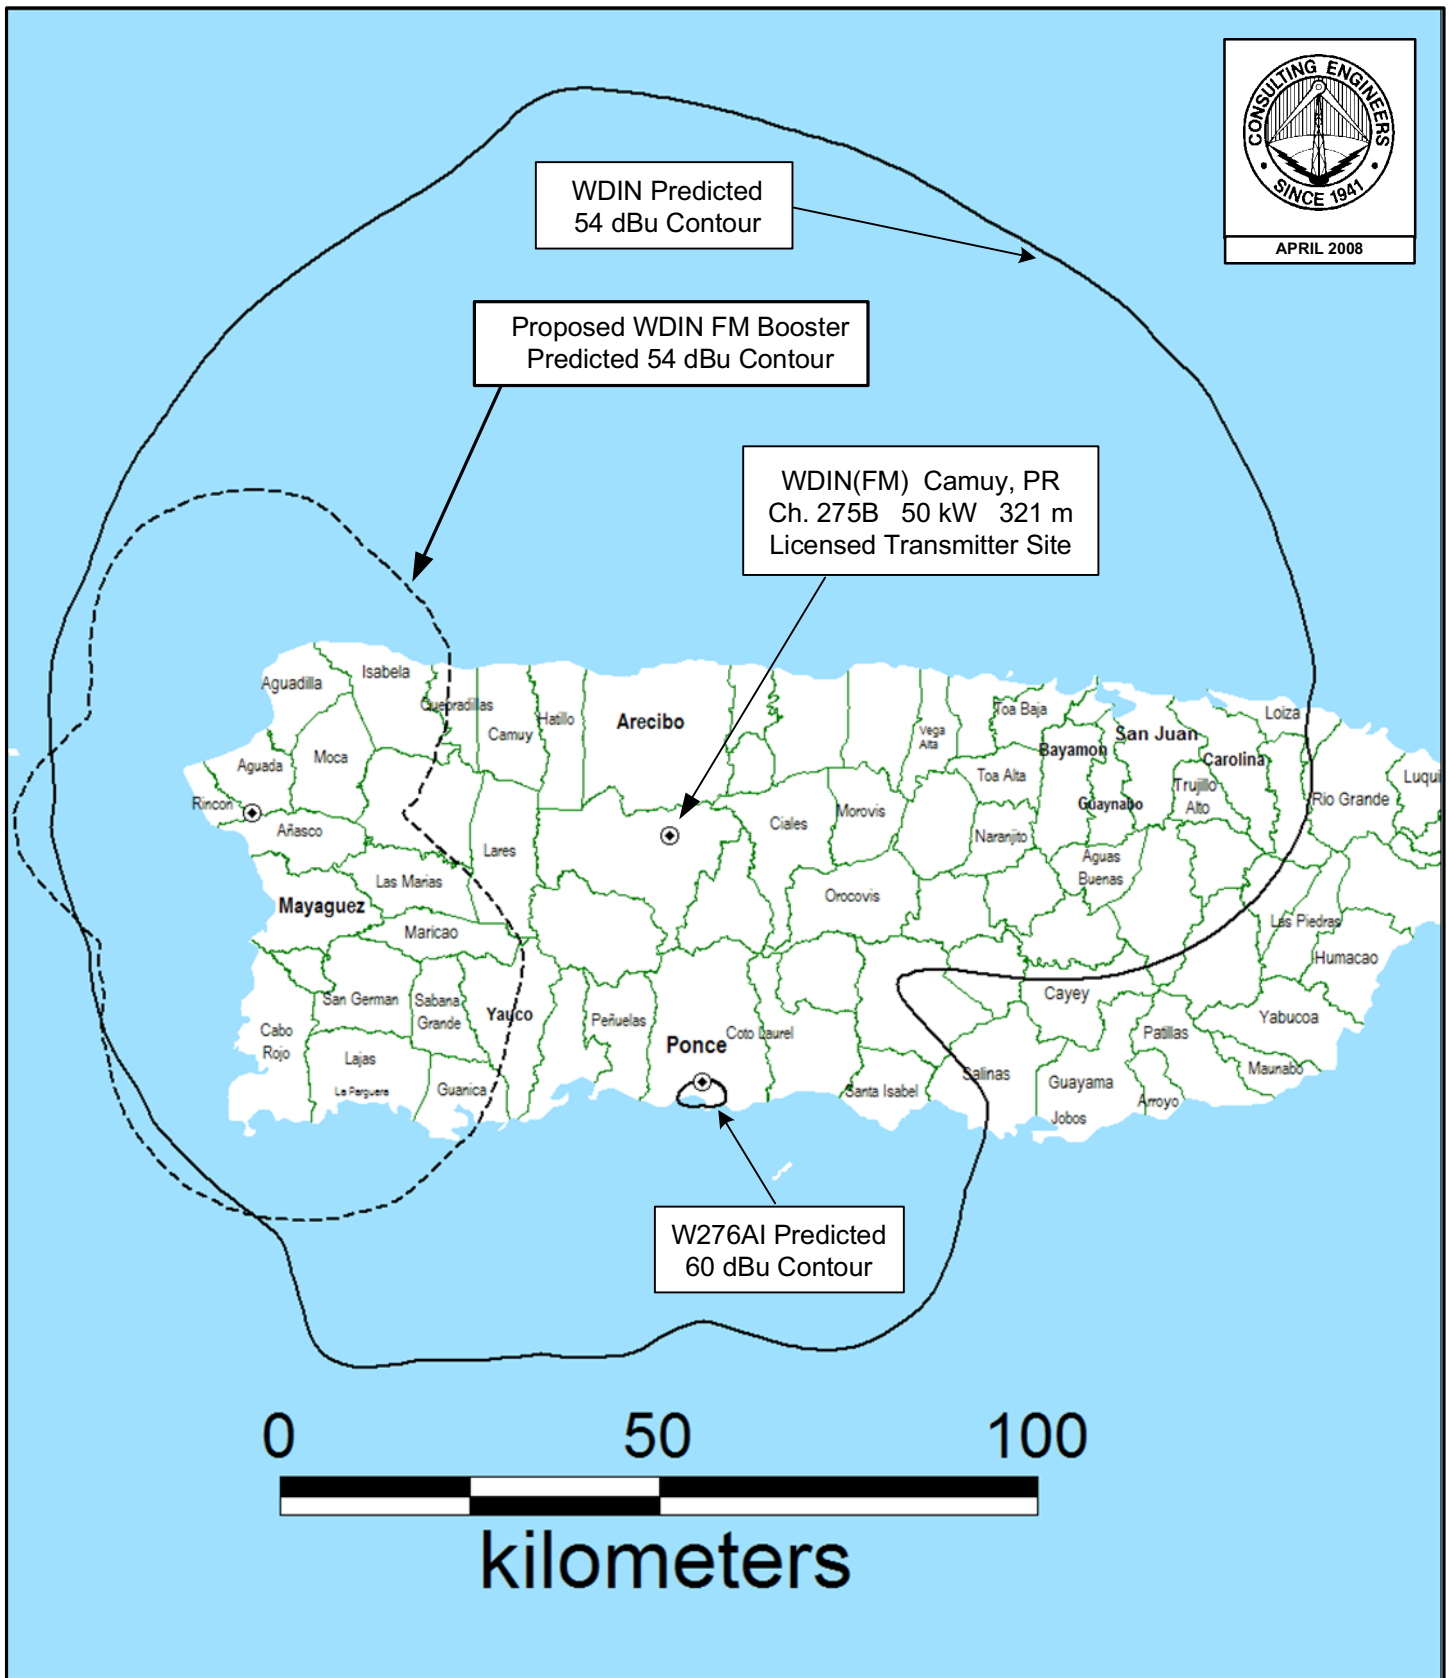 CONSULTING ENGINEERS
• SINCE 1941 •
APRIL 2008
WDIN Predicted
54 dBu Contour
Proposed WDIN FM Booster
Predicted 54 dBu Contour
WDIN(FM) Camuy, PR
Ch. 275B 50 kW 321 m
Licensed Transmitter Site
Isabela
Aguadilla
Quebradillas
Camuy
Hatillo
Arecibo
Vega
Alta
Toa Baja
Bayamon
San Juan
Loiza
Carolina
Moca
Aguada
Toa Alta
Trujillo
Alto
Luqui
Rincon
Rio Grande
Guaynabo
Añasco
Ciales
Morovis
Naranjito
Lares
Aguas
Buenas
Las Marias
Orocovis
Mayaguez
Las Piedras
Maricao
Humacao
San German
Sabana
Grande
Yauco
Peñuelas
Cayey
Yabucoa
Cabo
Rojo
Coto Laurel
Ponce
Patillas
Lajas
Salinas
Maunabo
La Parguera
Guanica
Santa Isabel
Guayama
Arroyo
Jobos
W276AI Predicted
60 dBu Contour
0 50 100
kilometers